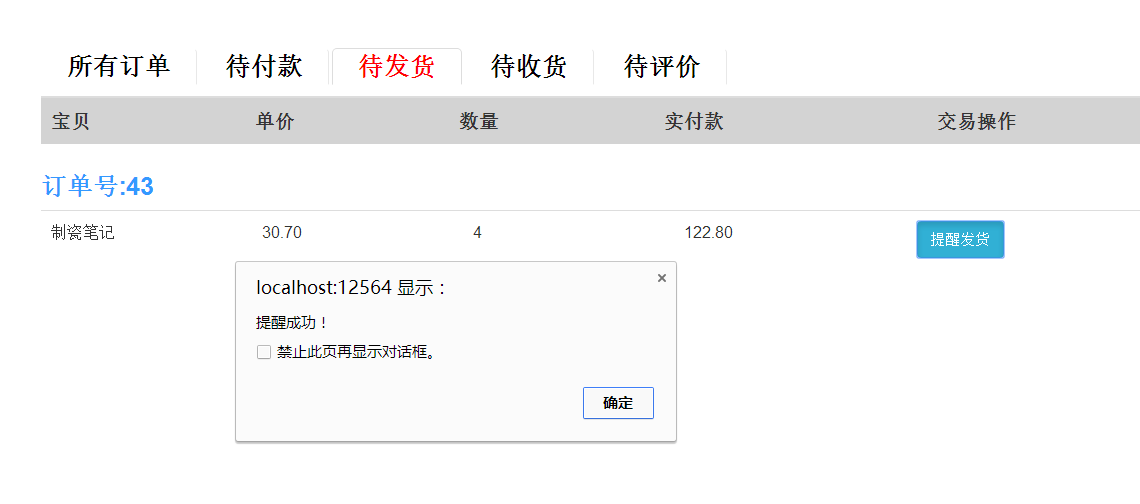 所有订单 待付款 待发货 待收货 待评价
宝贝 单价 数量 实付款 交易操作
订单号:43
制瓷笔记 30.70 4 122.80 提醒发货
localhost:12564 显示：
×
提醒成功！
禁止此页再显示对话框。
确定